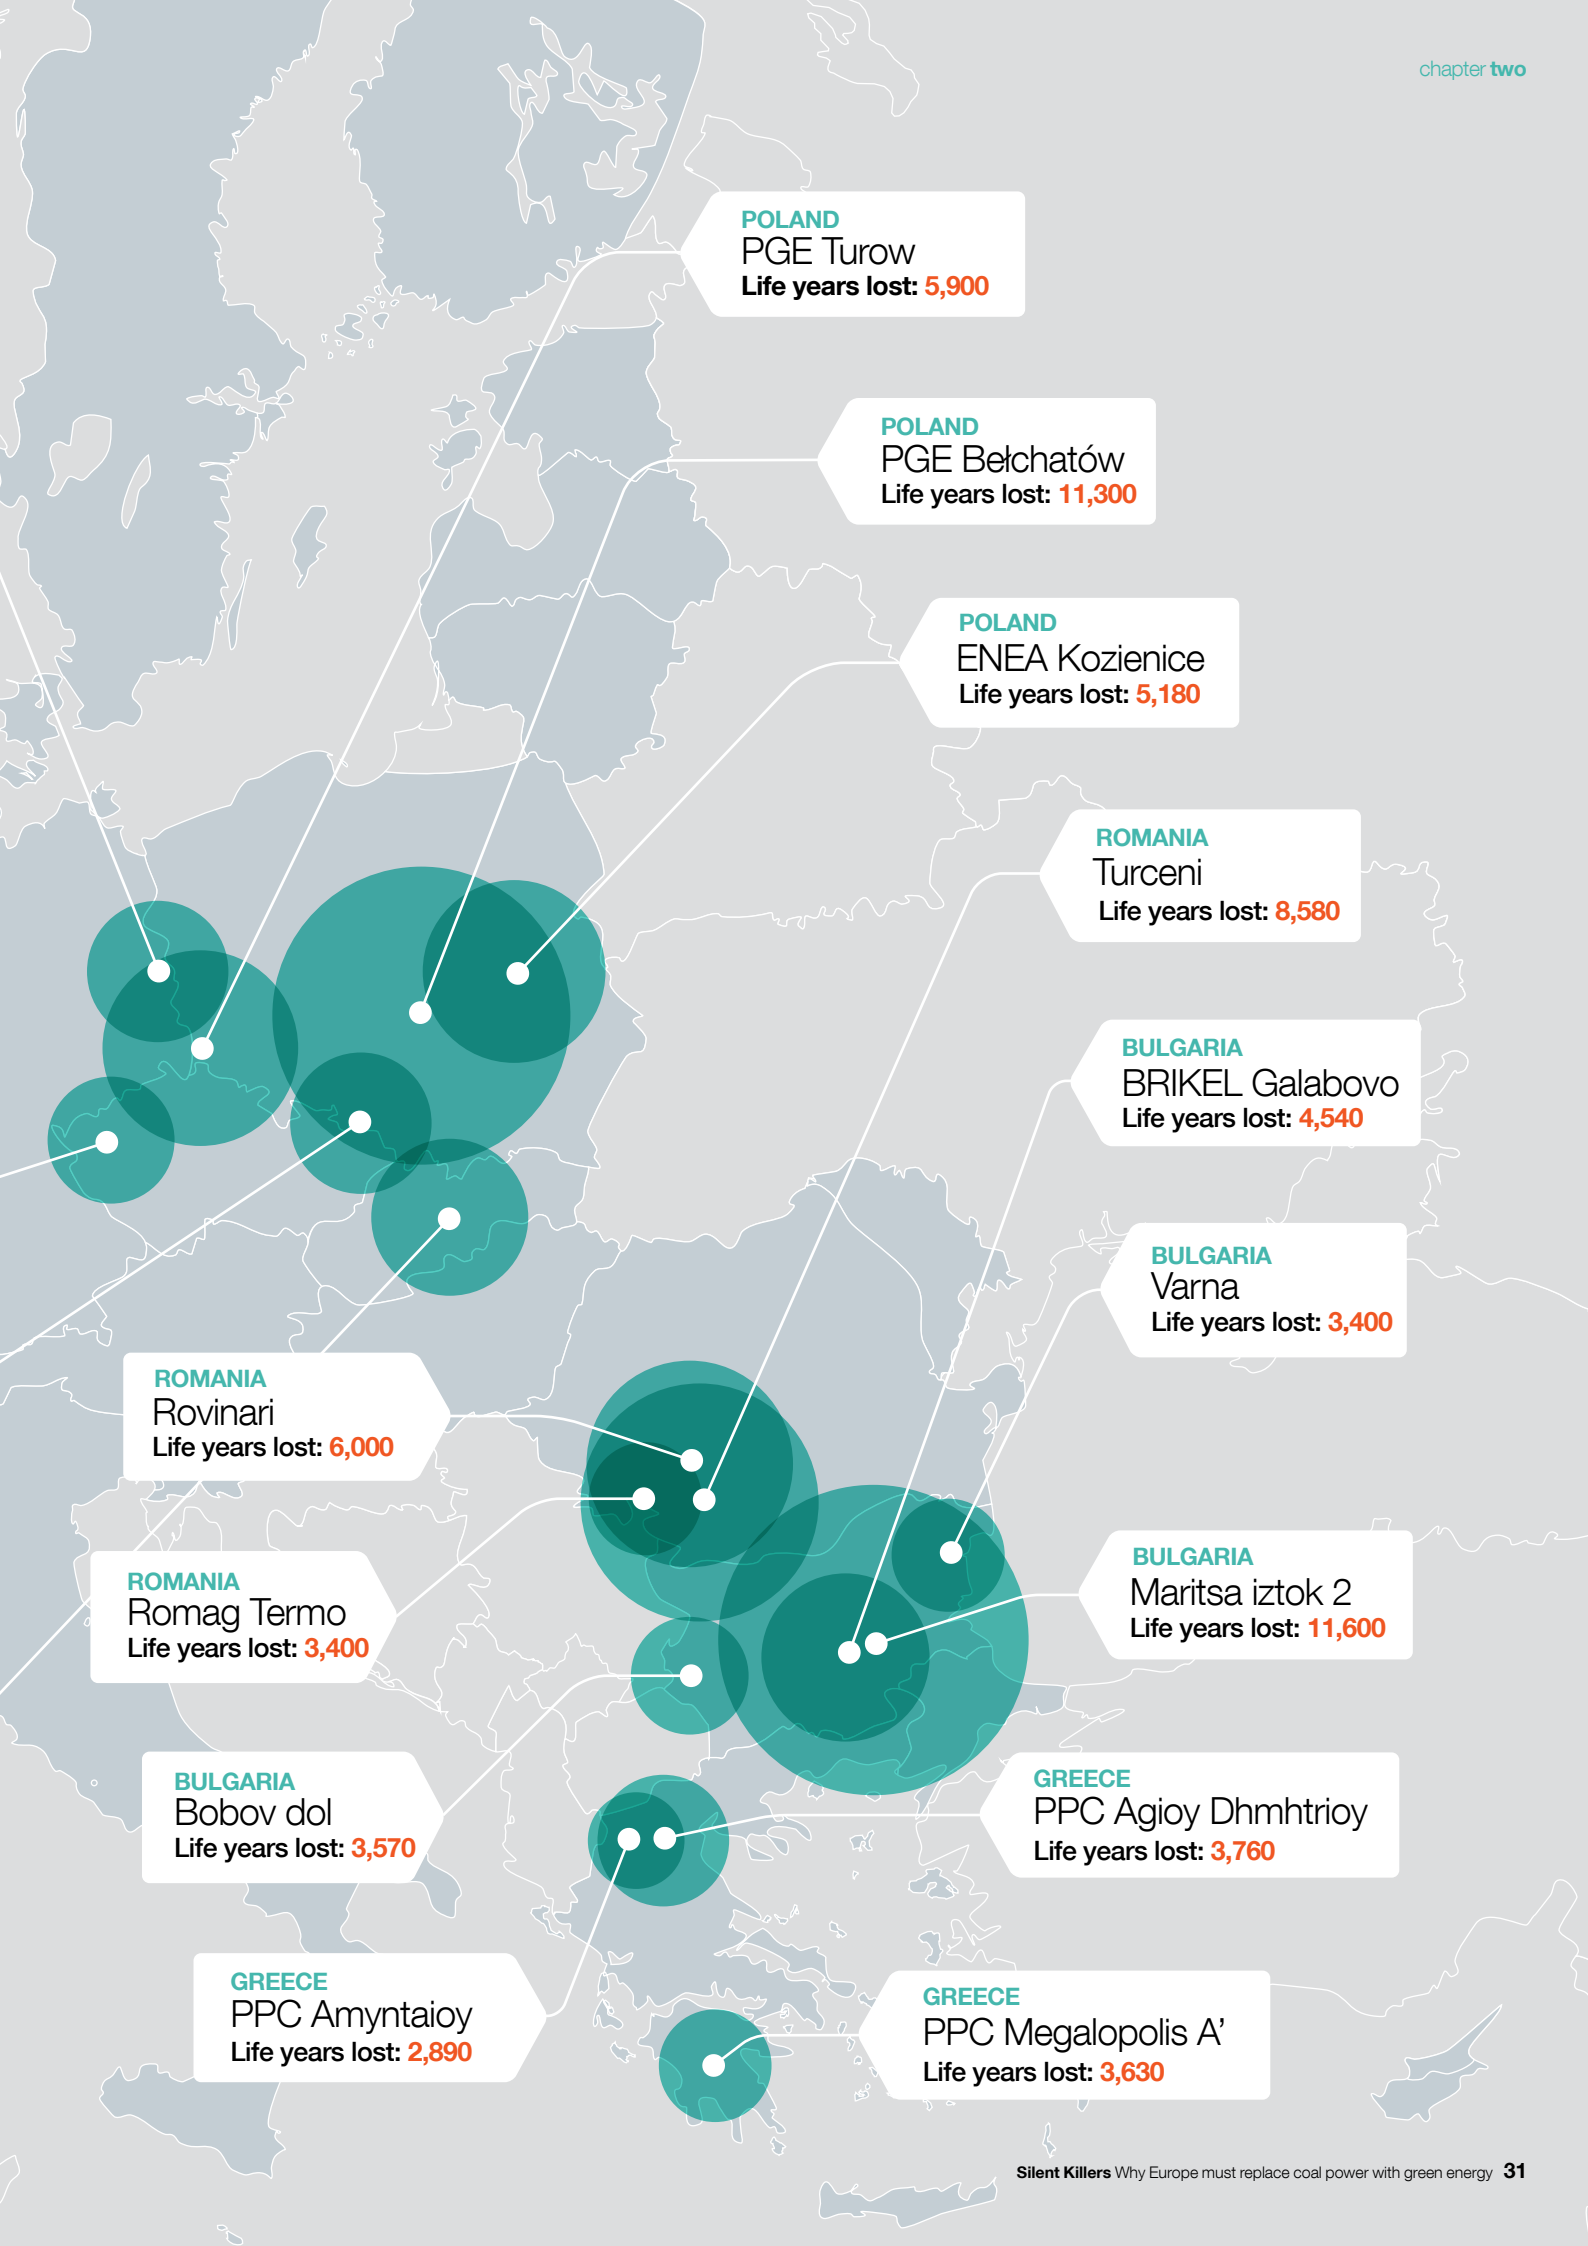 chapter two
POLAND
PGE Turow
Life years lost: 5,900
POLAND
PGE Bełchatów
Life years lost: 11,300
POLAND
ENEA Kozienice
Life years lost: 5,180
ROMANIA
Turceni
Life years lost: 8,580
BULGARIA
BRIKEL Galabovo
Life years lost: 4,540
BULGARIA
Varna
Life years lost: 3,400
ROMANIA
Rovinari
Life years lost: 6,000
BULGARIA
Maritsa iztok 2
Life years lost: 11,600
ROMANIA
Romag Termo
Life years lost: 3,400
BULGARIA
Bobov dol
Life years lost: 3,570
GREECE
PPC Agioy Dhmhtrioy
Life years lost: 3,760
GREECE
PPC Amyntaioy
Life years lost: 2,890
GREECE
PPC Megalopolis A’
Life years lost: 3,630
Silent Killers Why Europe must replace coal power with green energy 31